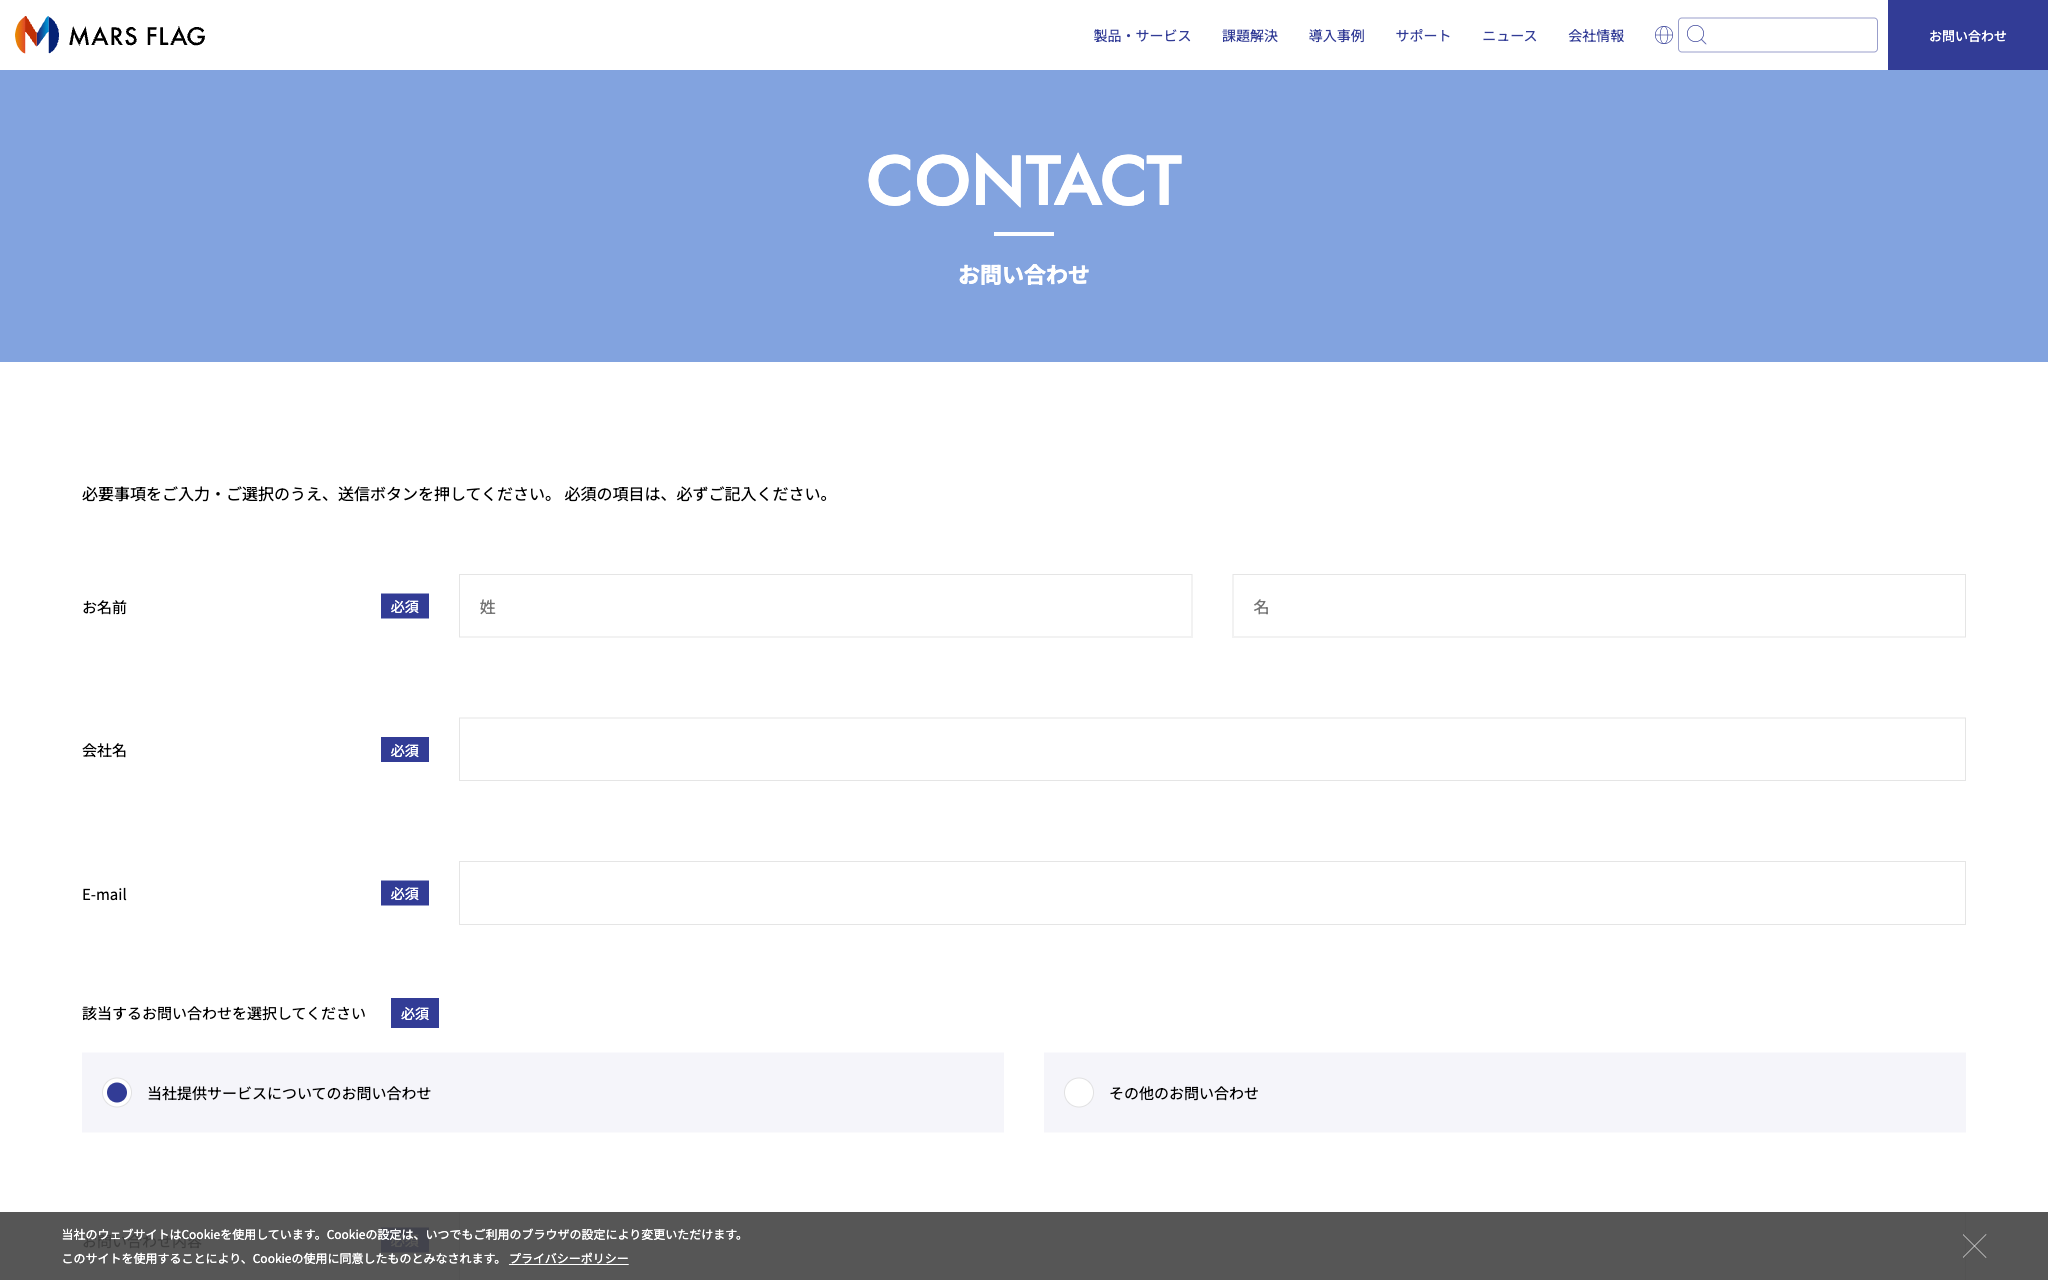 MARS FLAG
製品・サービス
課題解決
導入事例
サポート
ニュース
会社情報
お問い合わせ
CONTACT
お問い合わせ
必要事項をご入力・ご選択のうえ、送信ボタンを押してください。 必須の項目は、必ずご記入ください。
お名前
必須
姓
名
会社名
必須
E-mail
必須
該当するお問い合わせを選択してください
必須
当社提供サービスについてのお問い合わせ
その他のお問い合わせ
お問い合わせ内容
必須
当社のウェブサイトはCookieを使用しています。Cookieの設定は、いつでもご利用のブラウザの設定により変更いただけます。
このサイトを使用することにより、Cookieの使用に同意したものとみなされます。 プライバシーポリシー